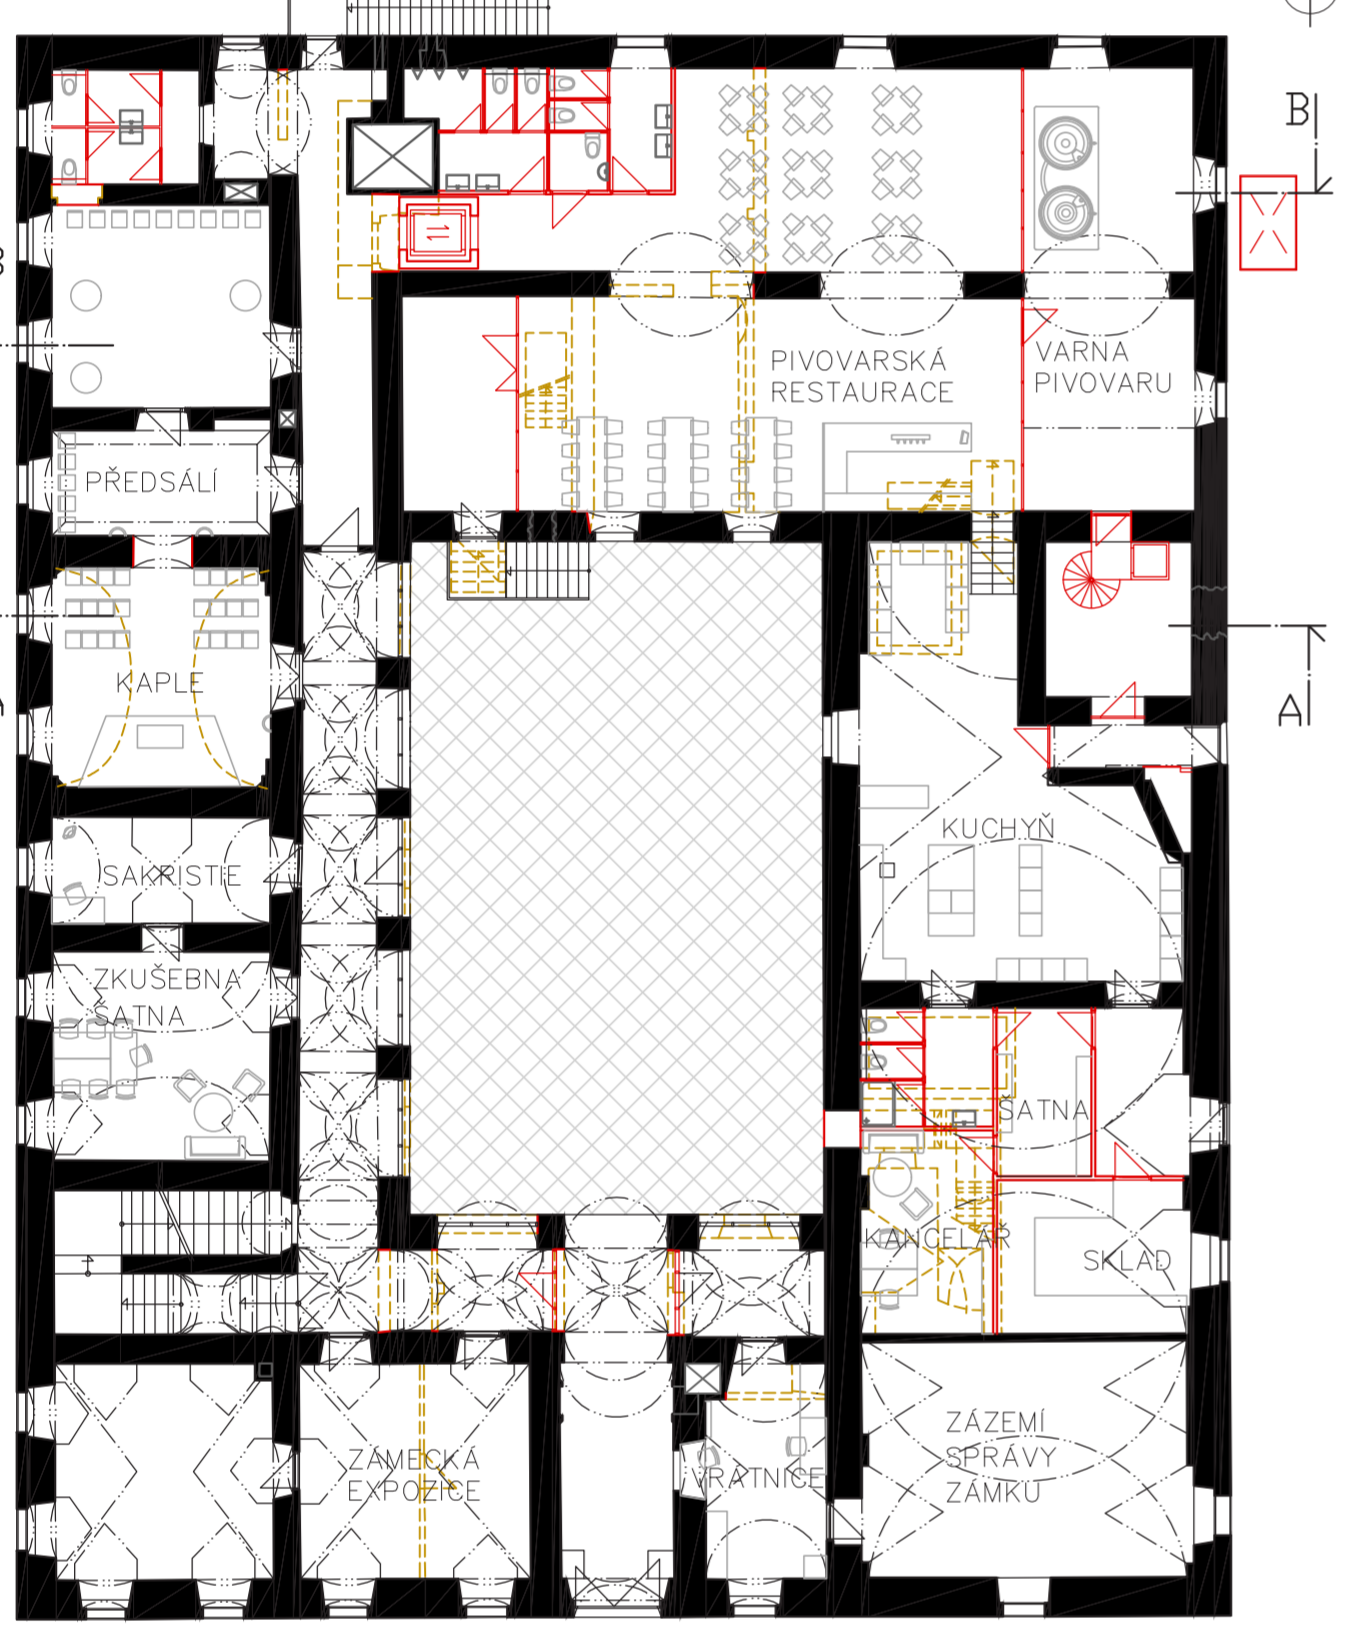 B
PIVOVARSKÁ
RESTAURACE
VARNA
PIVOVARU
PŘEDSÁLÍ
KAPLE
A
KUCHYŇ
SAKRISTIE
ZKUŠEBNA
ŠATNA
ŠATNA
KANCELÁŘ
SKLAD
ZÁMECKÁ
EXPOZICE
VRÁTNICE
ZÁZEMÍ
SPRÁVY
ZÁMKU